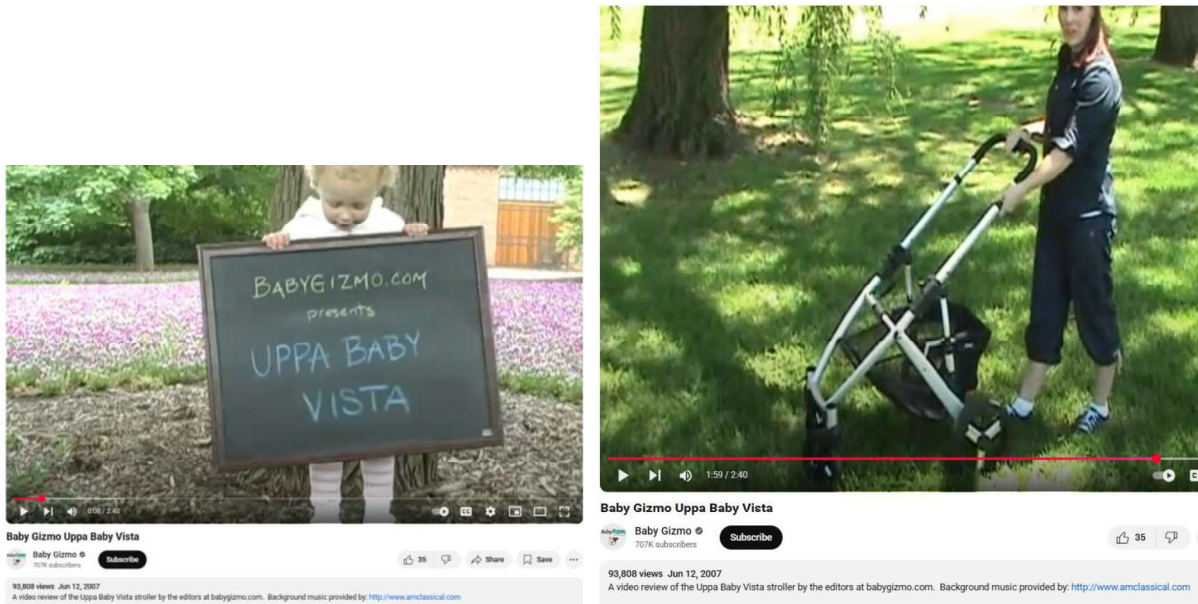 BABYGIZMO.COM
presents
UPPA BABY
VISTA
0:08 / 2:40
Baby Gizmo Uppa Baby Vista
Baby Gizmo
707K subscribers
Subscribe
35
Share
Save
93,808 views Jun 12, 2007
A video review of the Uppa Baby Vista stroller by the editors at babygizmo.com. Background music provided by: http://www.amclassical.com
1:59 / 2:40
Baby Gizmo Uppa Baby Vista
Baby Gizmo
707K subscribers
Subscribe
35
93,808 views Jun 12, 2007
A video review of the Uppa Baby Vista stroller by the editors at babygizmo.com. Background music provided by: http://www.amclassical.com